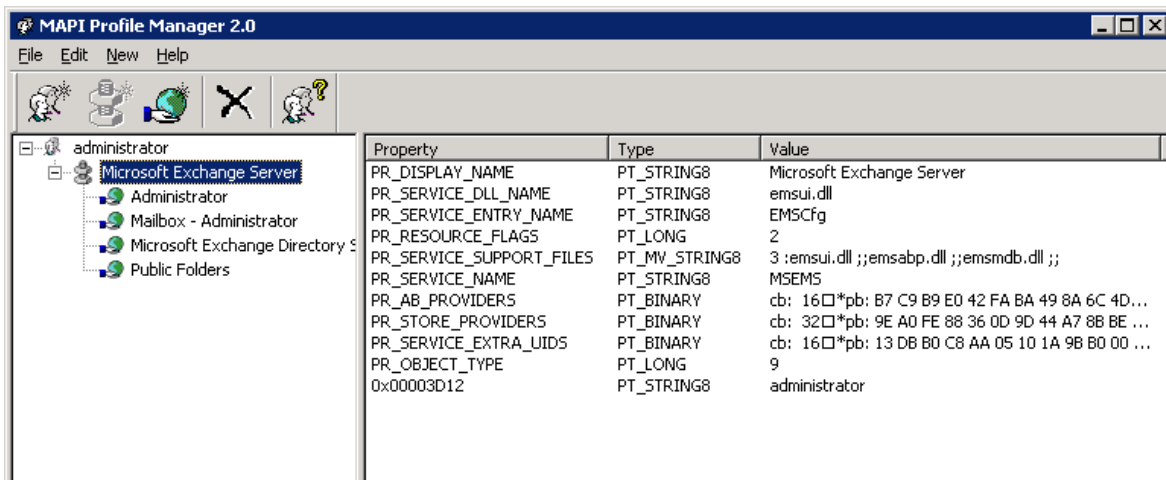 MAPI Profile Manager 2.0
File Edit New Help
administrator
Microsoft Exchange Server
Administrator
Mailbox - Administrator
Microsoft Exchange Directory
Public Folders
Property Type Value
PR_DISPLAY_NAME PT_STRING8 Microsoft Exchange Server
PR_SERVICE_DLL_NAME PT_STRING8 emsui.dll
PR_SERVICE_ENTRY_NAME PT_STRING8 EMSCfg
PR_RESOURCE_FLAGS PT_LONG 2
PR_SERVICE_SUPPORT_FILES PT_MV_STRING8 3 :emsui.dll ;;emsabp.dll ;;emsmdb.dll ;;
PR_SERVICE_NAME PT_STRING8 MSEMS
PR_AB_PROVIDERS PT_BINARY cb: 16□*pb: B7 C9 B9 E0 42 FA BA 49 8A 6C 4D...
PR_STORE_PROVIDERS PT_BINARY cb: 32□*pb: 9E A0 FE 88 36 0D 9D 44 A7 8B BE ...
PR_SERVICE_EXTRA_UIDS PT_BINARY cb: 16□*pb: 13 DB B0 C8 AA 05 10 1A 9B B0 00 ...
PR_OBJECT_TYPE PT_LONG 9
0x00003D12 PT_STRING8 administrator